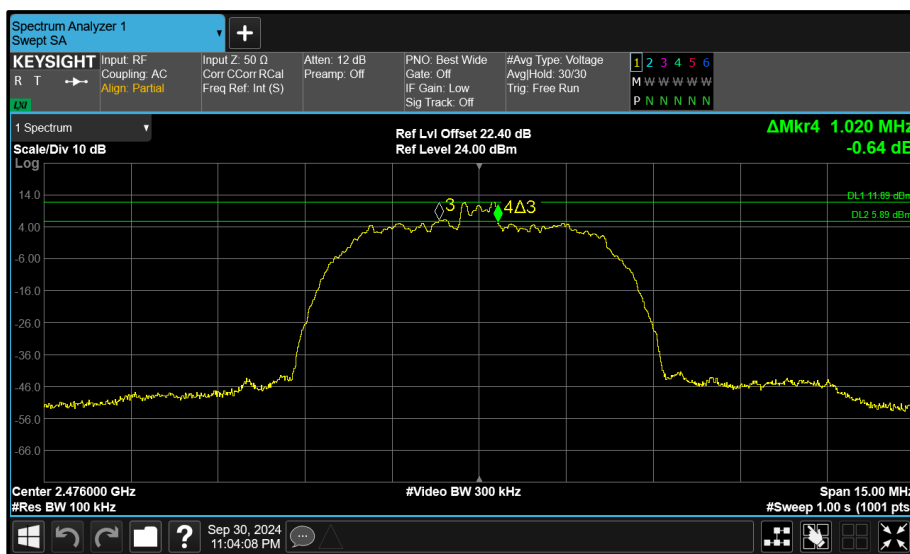 Spectrum Analyzer 1
Swept SA
KEYSIGHT
R T
LXI
Input: RF
Coupling: AC
Align: Partial
Input Z: 50 Ω
Corr CCorr RCal
Freq Ref: Int (S)
Atten: 12 dB
Preamp: Off
PNO: Best Wide
Gate: Off
IF Gain: Low
Sig Track: Off
#Avg Type: Voltage
Avg|Hold: 30/30
Trig: Free Run
1 2 3 4 5 6
M W W W W W
P N N N N N
1 Spectrum
Scale/Div 10 dB
Log
Ref Lvl Offset 22.40 dB
Ref Level 24.00 dBm
ΔMkr4 1.020 MHz
-0.64 dB
14.0
4.00
-6.00
-16.0
-26.0
-36.0
-46.0
-56.0
-66.0
DL1 11.89 dBm
DL2 5.89 dBm
3
4Δ3
Center 2.476000 GHz
#Res BW 100 kHz
#Video BW 300 kHz
Span 15.00 MHz
#Sweep 1.00 s (1001 pts
Sep 30, 2024
11:04:08 PM